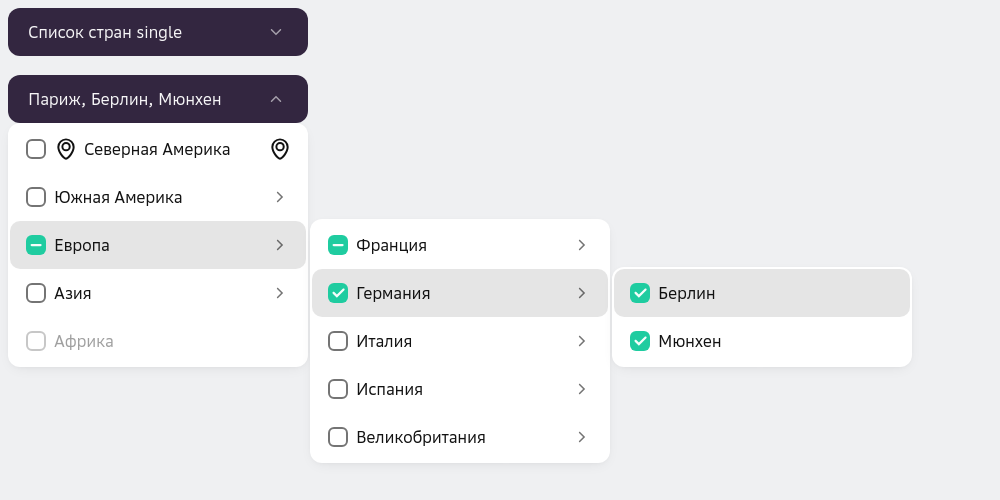 Список стран single
Париж, Берлин, Мюнхен
Северная Америка
Южная Америка
Европа
Азия
Африка
Франция
Германия
Италия
Испания
Великобритания
Берлин
Мюнхен